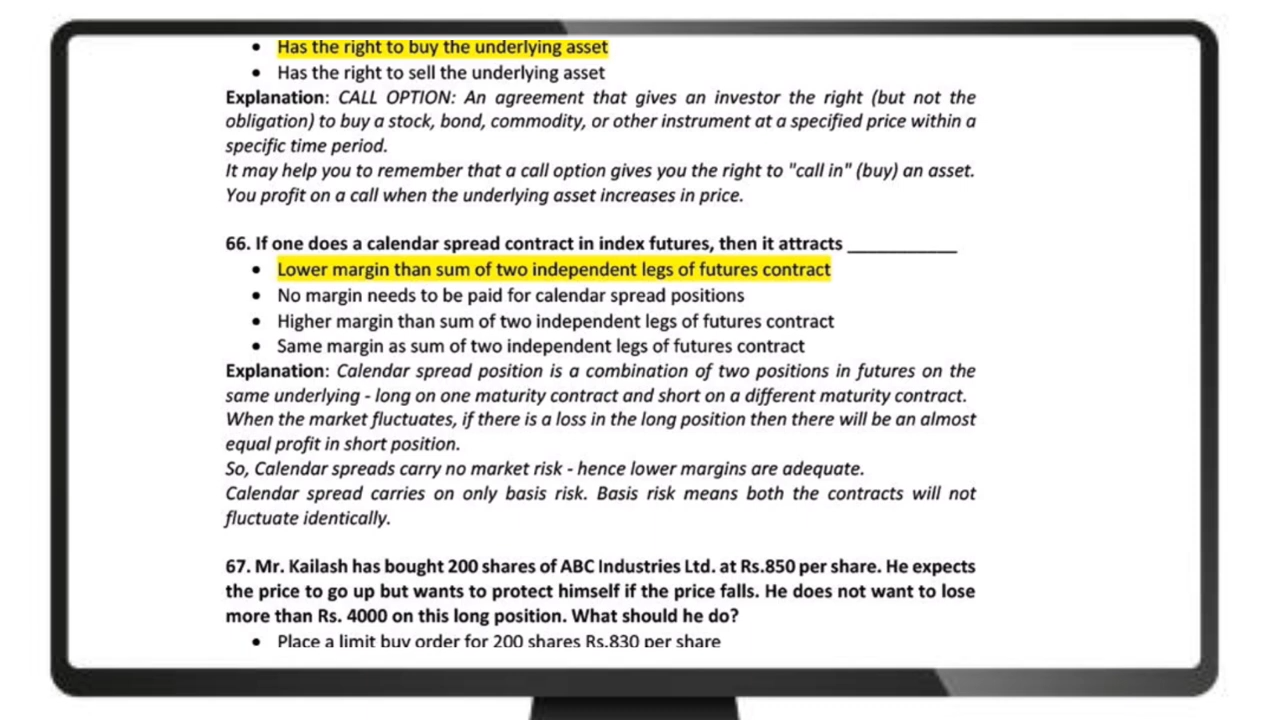 • Has the right to buy the underlying asset
• Has the right to sell the underlying asset
Explanation: CALL OPTION: An agreement that gives an investor the right (but not the
obligation) to buy a stock, bond, commodity, or other instrument at a specified price within a
specific time period.
It may help you to remember that a call option gives you the right to "call in" (buy) an asset.
You profit on a call when the underlying asset increases in price.
66. If one does a calendar spread contract in index futures, then it attracts ___________
• Lower margin than sum of two independent legs of futures contract
• No margin needs to be paid for calendar spread positions
• Higher margin than sum of two independent legs of futures contract
• Same margin as sum of two independent legs of futures contract
Explanation: Calendar spread position is a combination of two positions in futures on the
same underlying - long on one maturity contract and short on a different maturity contract.
When the market fluctuates, if there is a loss in the long position then there will be an almost
equal profit in short position.
So, Calendar spreads carry no market risk - hence lower margins are adequate.
Calendar spread carries on only basis risk. Basis risk means both the contracts will not
fluctuate identically.
67. Mr. Kailash has bought 200 shares of ABC Industries Ltd. at Rs.850 per share. He expects
the price to go up but wants to protect himself if the price falls. He does not want to lose
more than Rs. 4000 on this long position. What should he do?
• Place a limit buy order for 200 shares Rs.830 per share